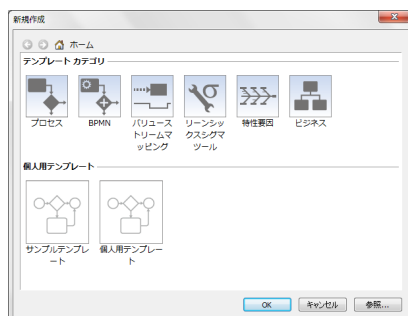 新規作成
ホーム
テンプレート カテゴリ
プロセス
BPMN
バリュース
トリームマ
ッピング
リーンシッ
クスシグマ
ツール
特性要因
ビジネス
個人用テンプレート
サンプルテンプレ
ート
個人用テンプレー
ト
OK
キャンセル
参照...